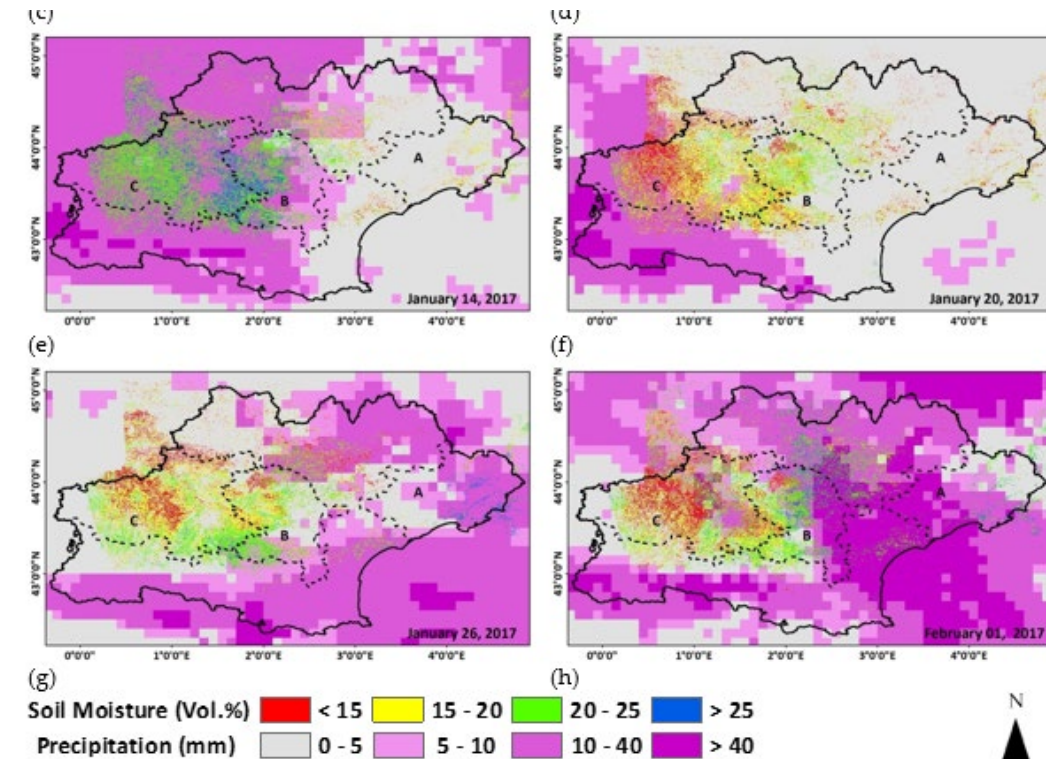 (c) (d)
45°0'0"N
44°0'0"N
43°0'0"N
A
B
C
January 14, 2017
0°0'0" 1°0'0"E 2°0'0"E 3°0'0"E 4°0'0"E
45°0'0"N
44°0'0"N
43°0'0"N
A
B
C
January 20, 2017
0°0'0"E 1°0'0"E 2°0'0"E 3°0'0"E 4°0'0"E
(e) (f)
45°0'0"N
44°0'0"N
43°0'0"N
A
B
C
January 26, 2017
0°0'0" 1°0'0"E 2°0'0"E 3°0'0"E 4°0'0"E
45°0'0"N
44°0'0"N
43°0'0"N
A
B
C
February 01, 2017
0°0'0"E 1°0'0"E 2°0'0"E 3°0'0"E 4°0'0"E
(g) (h)
Soil Moisture (Vol.%) < 15 15 - 20 20 - 25 > 25
Precipitation (mm) 0 - 5 5 - 10 10 - 40 > 40
N